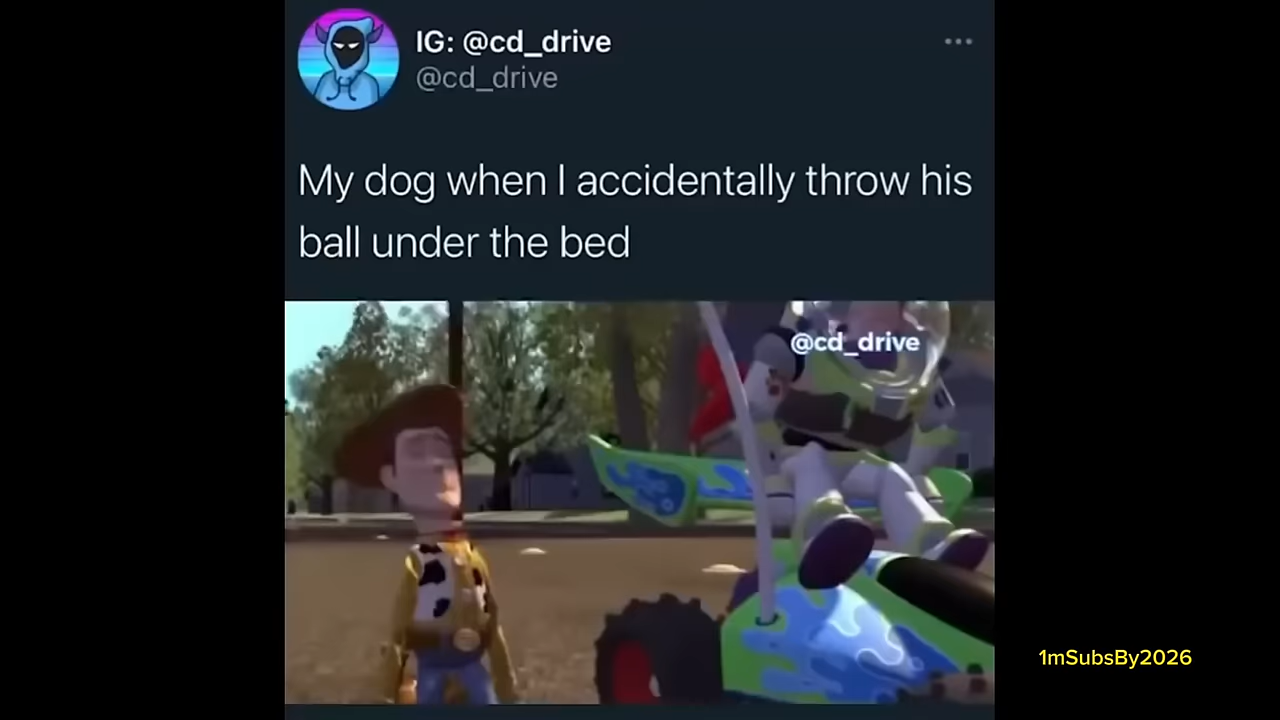 IG: @cd_drive
@cd_drive
My dog when I accidentally throw his
ball under the bed
@cd_drive
1mSubsBy2026